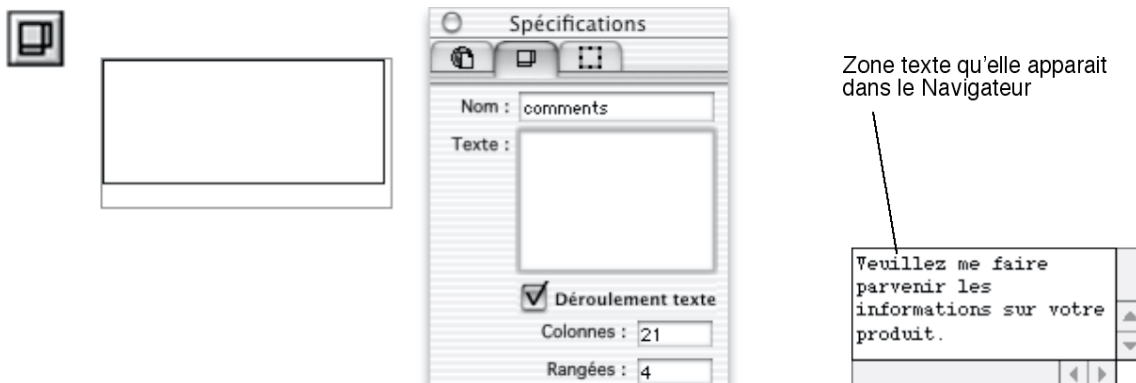 Spécifications
Nom :
comments
Texte :
Déroulement texte
Colonnes :
21
Rangées :
4
Zone texte qu'elle apparait
dans le Navigateur
Veuillez me faire
parvenir les
informations sur votre
produit.